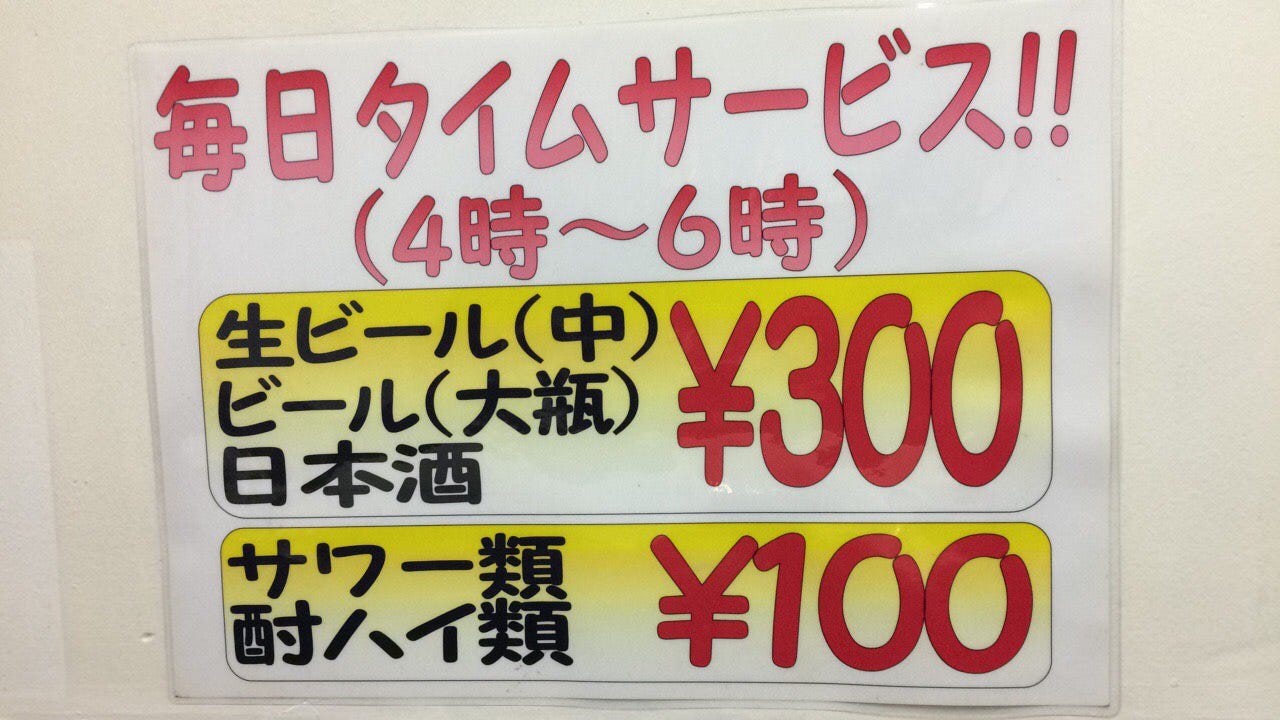 毎日タイムサービス!!
(4時〜6時)
生ビール(中)
ビール(大瓶)
日本酒
¥300
サワー類
酎ハイ類
¥100